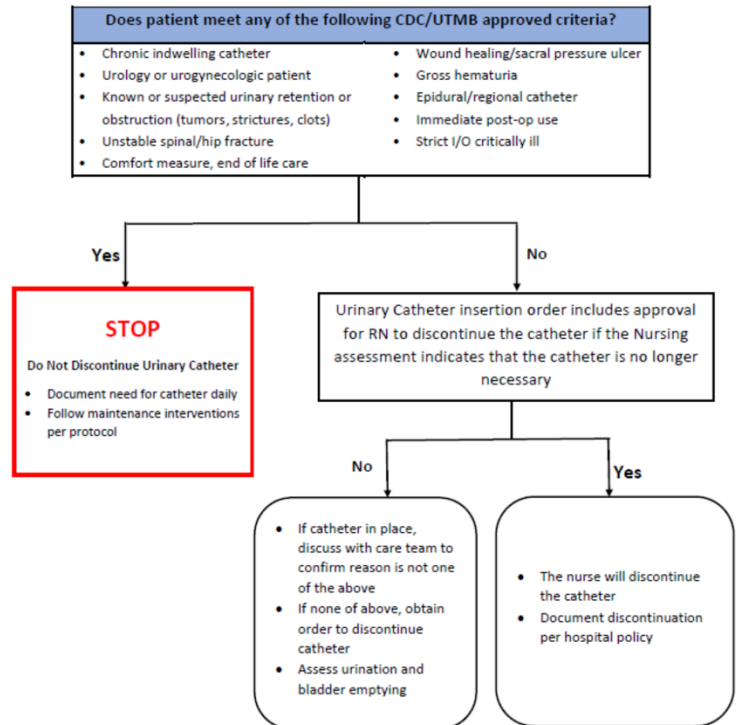 Does patient meet any of the following CDC/UTMB approved criteria?
• Chronic indwelling catheter
• Urology or urogynecologic patient
• Known or suspected urinary retention or
obstruction (tumors, strictures, clots)
• Unstable spinal/hip fracture
• Comfort measure, end of life care
• Wound healing/sacral pressure ulcer
• Gross hematuria
• Epidural/regional catheter
• Immediate post-op use
• Strict I/O critically ill
Yes
No
STOP
Do Not Discontinue Urinary Catheter
• Document need for catheter daily
• Follow maintenance interventions
per protocol
Urinary Catheter insertion order includes approval
for RN to discontinue the catheter if the Nursing
assessment indicates that the catheter is no longer
necessary
No
Yes
• If catheter in place,
discuss with care team to
confirm reason is not one
of the above
• If none of above, obtain
order to discontinue
catheter
• Assess urination and
bladder emptying
• The nurse will discontinue
the catheter
• Document discontinuation
per hospital policy